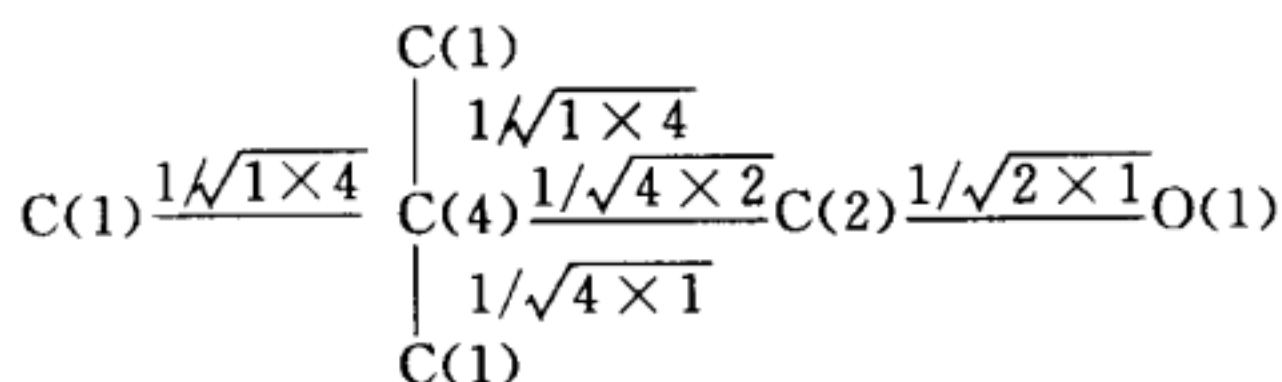 C(1)
1/√1 × 4
C(1) 1/√1×4 C(4) 1/√4 × 2 C(2) 1/√2 × 1 O(1)
1/√4 × 1
C(1)